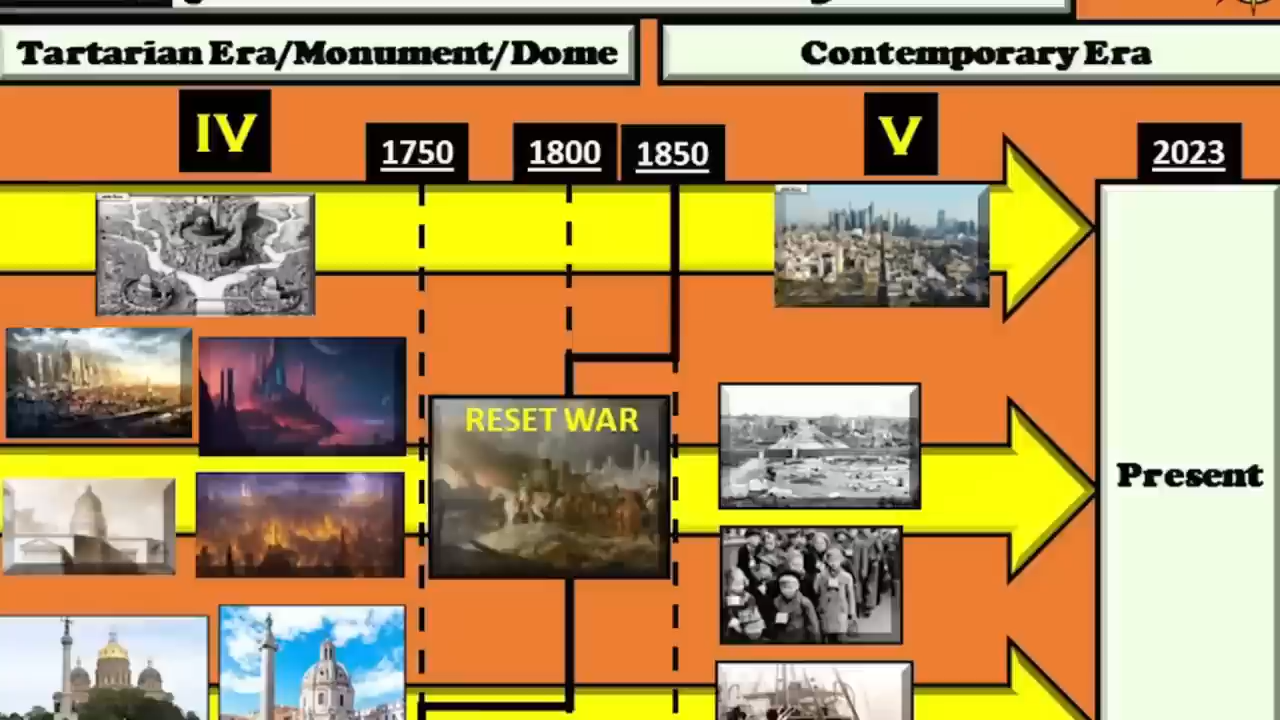 Tartarian Era/Monument/Dome
Contemporary Era
IV
1750
1800
1850
V
2023
RESET WAR
Present